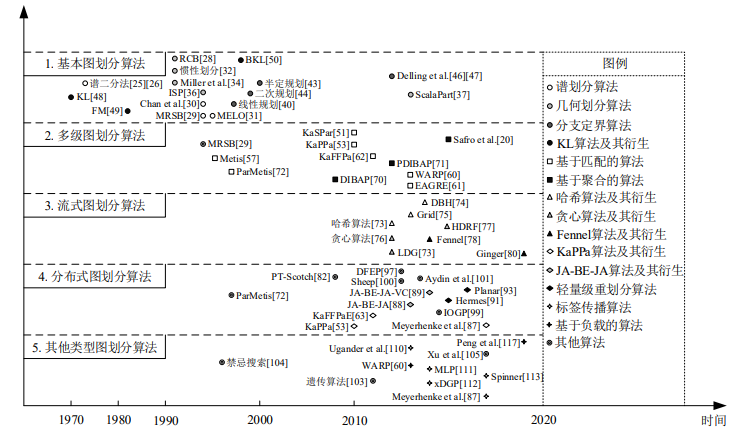 1. 基本图划分算法
RCB[28]
BKL[50]
惯性划分[32]
谱二分法[25][26]
Miller et al.[34]
半定规划[43]
Delling et al.[46][47]
KL[48]
ISP[36]
二次规划[44]
ScalaPart[37]
Chan et al.[30]
线性规划[40]
FM[49]
MRSB[29]
MELO[31]
2. 多级图划分算法
KaSPar[51]
Safro et al.[20]
MRSB[29]
KaPPa[53]
Metis[57]
KaFFPa[62]
PDIBAP[71]
ParMetis[72]
DIBAP[70]
WARP[60]
EAGRE[61]
3. 流式图划分算法
DBH[74]
Grid[75]
哈希算法[73]
HDRF[77]
贪心算法[76]
Fennel[78]
LDG[73]
Ginger[80]
4. 分布式图划分算法
PT-Scotch[82]
DFEP[97]
Sheep[100]
Aydin et al.[101]
ParMetis[72]
JA-BE-JA-VC[89]
Planar[93]
JA-BE-JA[88]
Hermes[91]
KaFFPaE[63]
IOGP[99]
KaPPa[53]
Meyerhenke et al.[87]
5. 其他类型图划分算法
Ugander et al.[110]
Peng et al.[117]
禁忌搜索[104]
Xu et al.[105]
WARP[60]
MLP[111]
遗传算法[103]
xDGP[112]
Spinner[113]
Meyerhenke et al.[87]
图例
谱划分算法
几何划分算法
分支定界算法
KL算法及其衍生
基于匹配的算法
基于聚合的算法
哈希算法及其衍生
贪心算法及其衍生
Fennel算法及其衍生
KaPPa算法及其衍生
JA-BE-JA算法及其衍生
轻量级重划分算法
标签传播算法
基于负载的算法
其他算法
1970 1980 1990 2000 2010 2020 时间